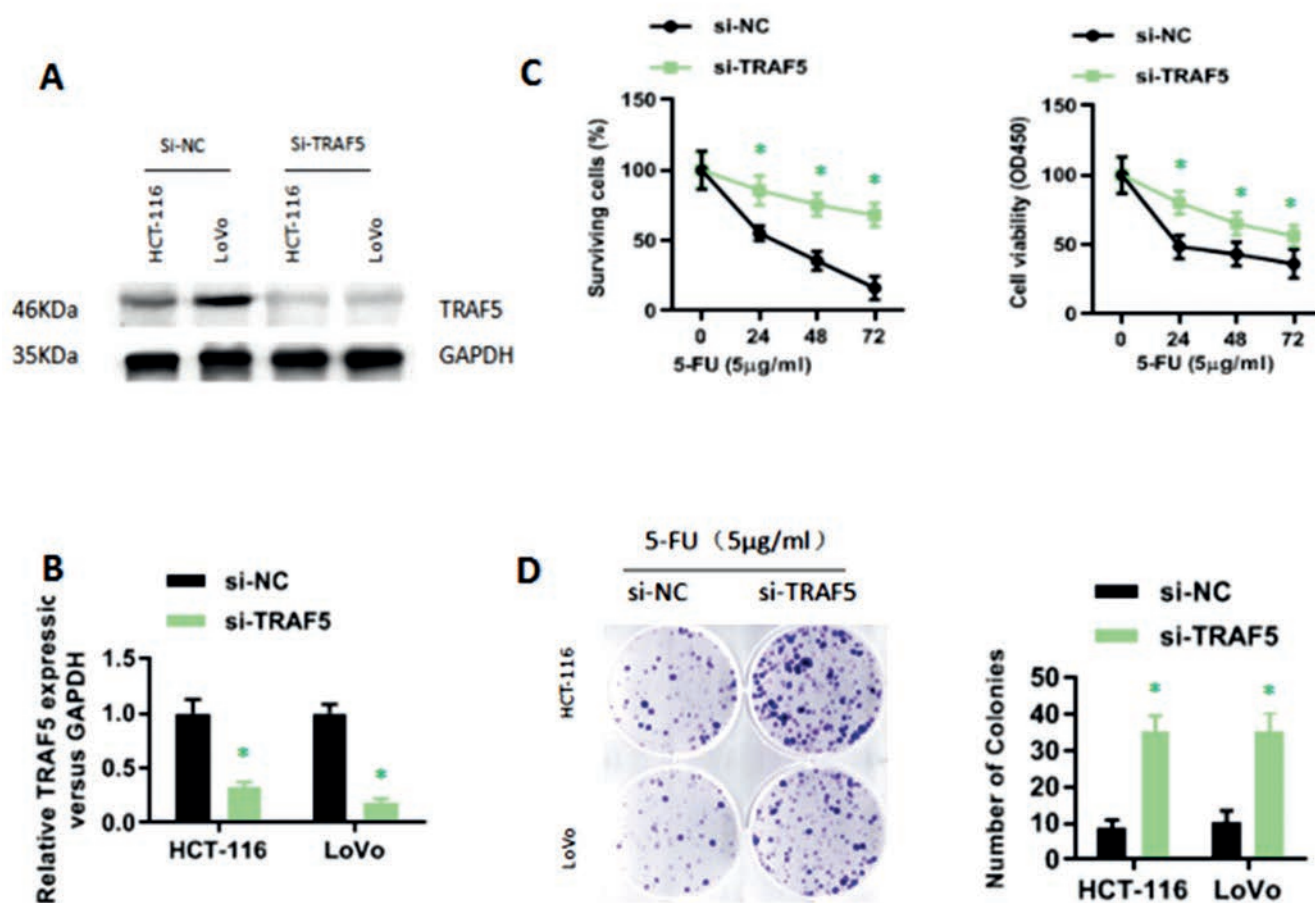 A
Si-NC
Si-TRAF5
HCT-116
LoVo
HCT-116
LoVo
46KDa
TRAF5
35KDa
GAPDH
C
si-NC
si-TRAF5
Surviving cells (%)
150
100
50
0
*
*
*
0 24 48 72
5-FU (5μg/ml)
si-NC
si-TRAF5
Cell viability (OD450)
150
100
50
0
*
*
*
0 24 48 72
5-FU (5μg/ml)
B
si-NC
si-TRAF5
Relative TRAF5 expressic
versus GAPDH
1.5
1.0
0.5
0.0
*
*
HCT-116 LoVo
D
5-FU（5μg/ml）
si-NC si-TRAF5
HCT-116
LoVo
si-NC
si-TRAF5
Number of Colonies
50
40
30
20
10
0
*
*
HCT-116 LoVo